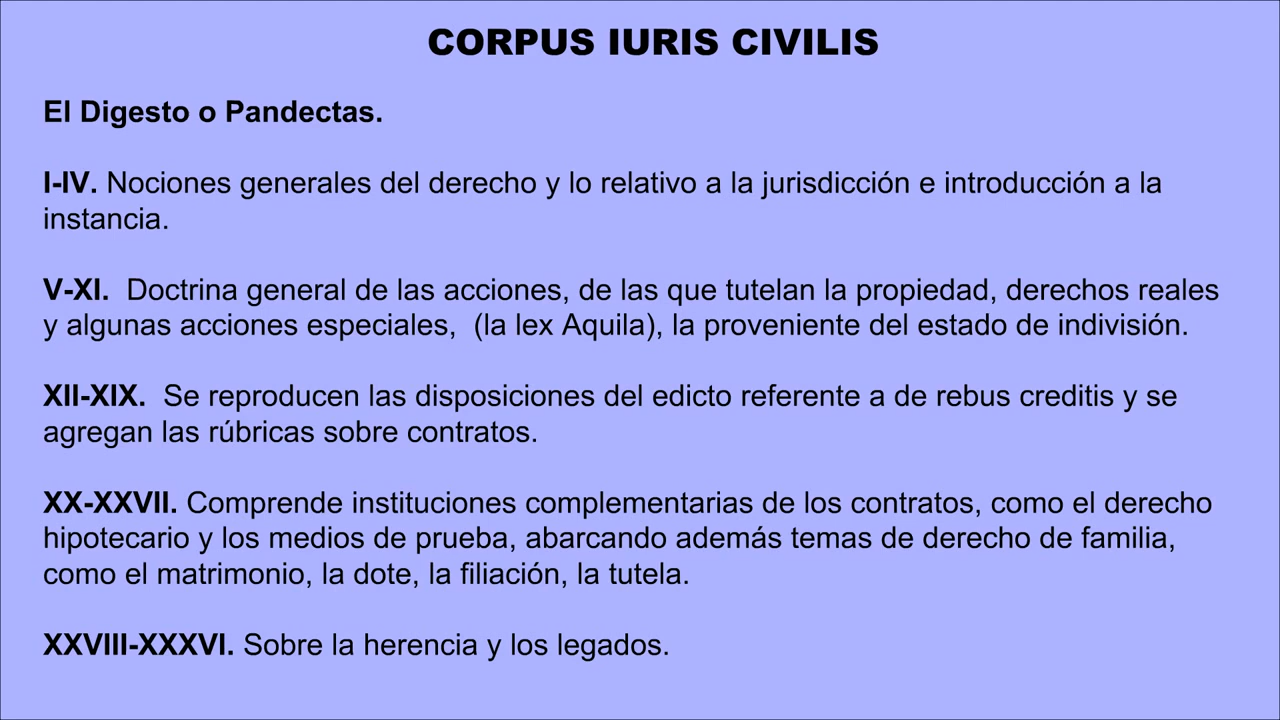 CORPUS IURIS CIVILIS
El Digesto o Pandectas.
I-IV. Nociones generales del derecho y lo relativo a la jurisdicción e introducción a la
instancia.
V-XI. Doctrina general de las acciones, de las que tutelan la propiedad, derechos reales
y algunas acciones especiales, (la lex Aquila), la proveniente del estado de indivisión.
XII-XIX. Se reproducen las disposiciones del edicto referente a de rebus creditis y se
agregan las rúbricas sobre contratos.
XX-XXVII. Comprende instituciones complementarias de los contratos, como el derecho
hipotecario y los medios de prueba, abarcando además temas de derecho de familia,
como el matrimonio, la dote, la filiación, la tutela.
XXVIII-XXXVI. Sobre la herencia y los legados.